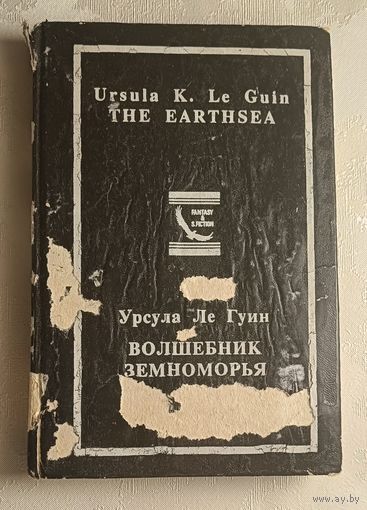 Ursula K. Le Guin
THE EARTHSEA
FANTASY
&
S.FICTION
Урсула Ле Гуин
ВОЛШЕБНИК
ЗЕМНОМОРЬЯ
www.ay.by